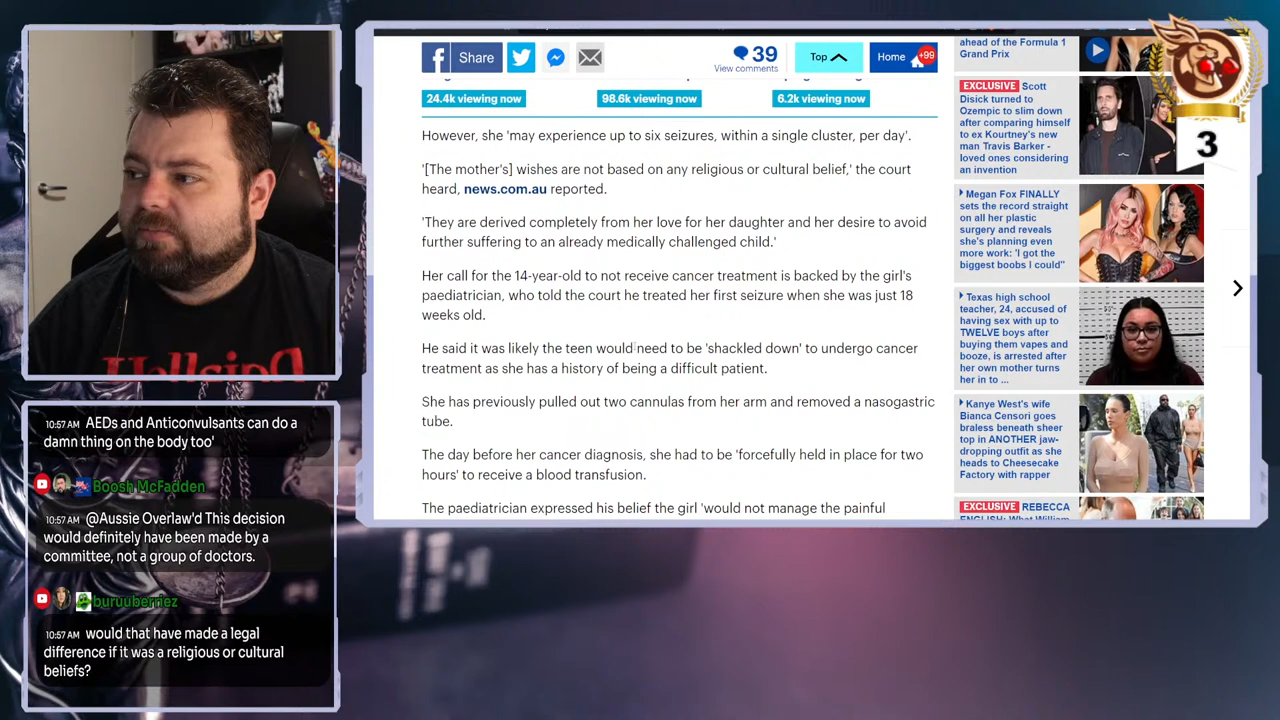 Share
39
View comments
Top
Home
+99
24.4k viewing now
98.6k viewing now
6.2k viewing now
However, she 'may experience up to six seizures, within a single cluster, per day'.
'[The mother's] wishes are not based on any religious or cultural belief,' the court
heard, news.com.au reported.
'They are derived completely from her love for her daughter and her desire to avoid
further suffering to an already medically challenged child.'
Her call for the 14-year-old to not receive cancer treatment is backed by the girl's
paediatrician, who told the court he treated her first seizure when she was just 18
weeks old.
He said it was likely the teen would need to be 'shackled down' to undergo cancer
treatment as she has a history of being a difficult patient.
She has previously pulled out two cannulas from her arm and removed a nasogastric
tube.
The day before her cancer diagnosis, she had to be 'forcefully held in place for two
hours' to receive a blood transfusion.
The paediatrician expressed his belief the girl 'would not manage the painful
ahead of the Formula 1
Grand Prix
EXCLUSIVE Scott
Disick turned to
Ozempic to slim down
after comparing himself
to ex Kourtney's new
man Travis Barker -
loved ones considering
an invention
Megan Fox FINALLY
sets the record straight
on all her plastic
surgery and reveals
she's planning even
more work: 'I got the
biggest boobs I could"
Texas high school
teacher, 24, accused of
having sex with up to
TWELVE boys after
buying them vapes and
booze, is arrested after
her own mother turns
her in to ...
Kanye West's wife
Bianca Censori goes
braless beneath sheer
top in ANOTHER jaw-
dropping outfit as she
heads to Cheesecake
Factory with rapper
EXCLUSIVE REBECCA
ENGLISH: What William
3
10:57 AM AEDs and Anticonvulsants can do a
damn thing on the body too'
Boosh McFadden
10:57 AM @Aussie Overlaw'd This decision
would definitely have been made by a
committee, not a group of doctors.
buruuberriez
10:57 AM would that have made a legal
difference if it was a religious or cultural
beliefs?